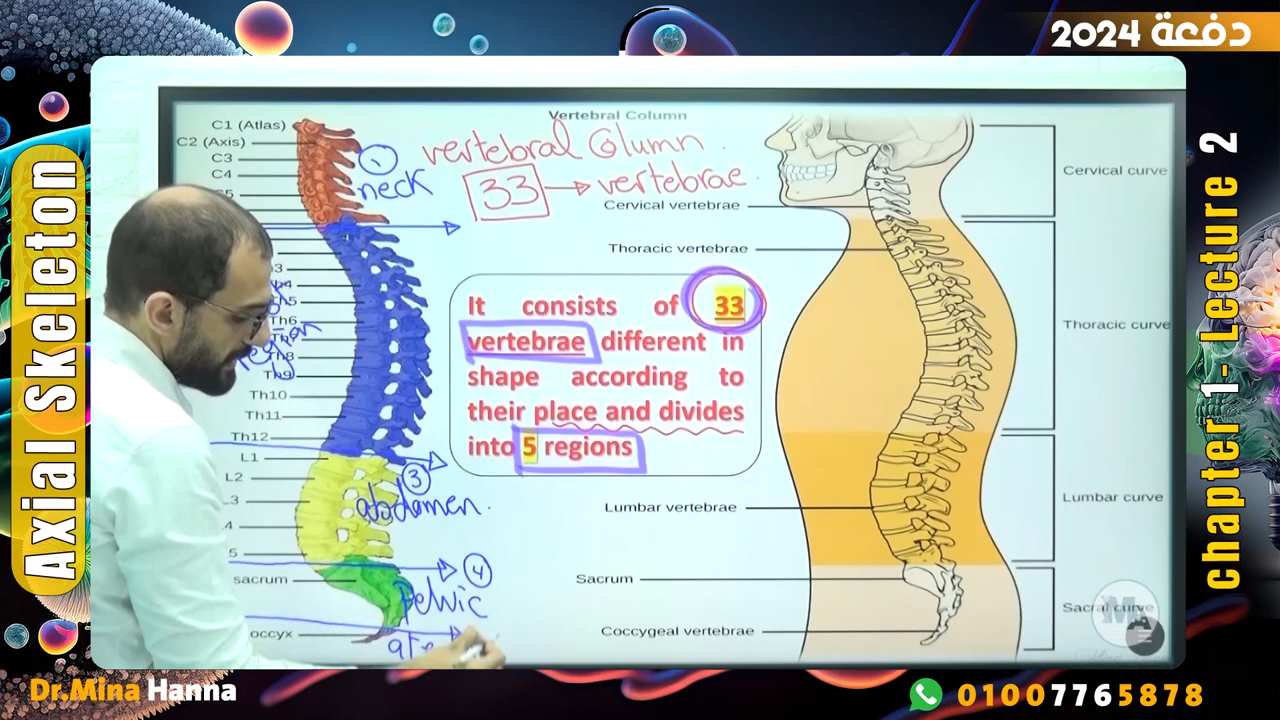 دفعة 2024
Axial Skeleton
chapter 1- Lecture 2
Vertebral Column
vertebral Column
33 → vertebrae
C1 (Atlas)
C2 (Axis)
C3
C4
1
neck
Th6
Th8
Th9
Th10
Th11
Th12
L1
L2
sacrum
occyx
3
abdomen.
4
pelvic
It consists of 33
vertebrae different in
shape according to
their place and divides
into 5 regions
Cervical vertebrae
Thoracic vertebrae
Lumbar vertebrae
Sacrum
Coccygeal vertebrae
Cervical curve
Thoracic curve
Lumbar curve
Sacral curve
Dr.Mina Hanna
01007765878